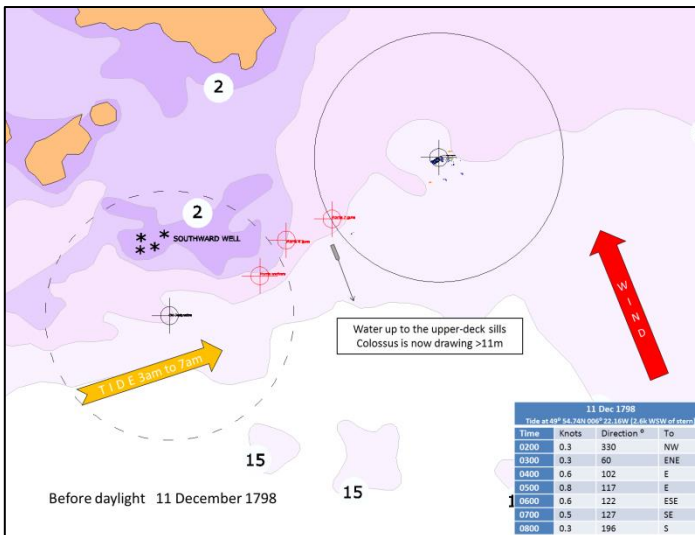 2
2
SOUTHWARD WELL
WIND
Water up to the upper-deck sills
Colossus is now drawing >11m
TIDE 3am to 7am
15
15
1
Before daylight 11 December 1798
11 Dec 1798
Tide at 49° 54.74N 006° 22.16W (2.6k WSW of stern)
Time Knots Direction ° To
0200 0.3 330 NW
0300 0.3 60 ENE
0400 0.6 102 E
0500 0.8 117 E
0600 0.6 122 ESE
0700 0.5 127 SE
0800 0.3 196 S